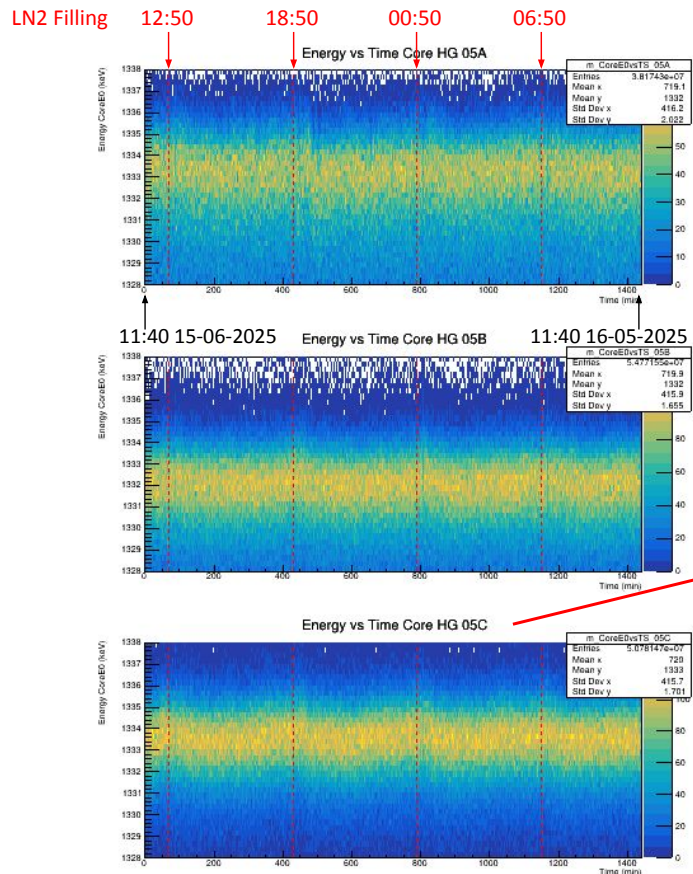 LN2 Filling 12:50 18:50 00:50 06:50
Energy vs Time Core HG 05A
m_CoreE0vsTS_05A
Entries 3.81743e+07
Mean x 719.1
Mean y 1332
Std Dev x 416.2
Std Dev y 2.022
Energy CoreE0 (keV)
1338
1337
1336
1335
1334
1333
1332
1331
1330
1329
1328
50
40
30
20
10
0
0 200 400 600 800 1000 1200 1400
Time (min)
11:40 15-06-2025 11:40 16-05-2025
Energy vs Time Core HG 05B
m_CoreE0vsTS_05B
Entries 5.477155e+07
Mean x 719.9
Mean y 1332
Std Dev x 415.9
Std Dev y 1.655
Energy CoreE0 (keV)
1338
1337
1336
1335
1334
1333
1332
1331
1330
1329
1328
80
60
40
20
0
0 200 400 600 800 1000 1200 1400
Time (min)
Energy vs Time Core HG 05C
m_CoreE0vsTS_05C
Entries 5.078147e+07
Mean x 720
Mean y 1333
Std Dev x 415.7
Std Dev y 1.701
Energy CoreE0 (keV)
1338
1337
1336
1335
1334
1333
1332
1331
1330
1329
1328
100
80
60
40
20
0
0 200 400 600 800 1000 1200 1400
Time (min)